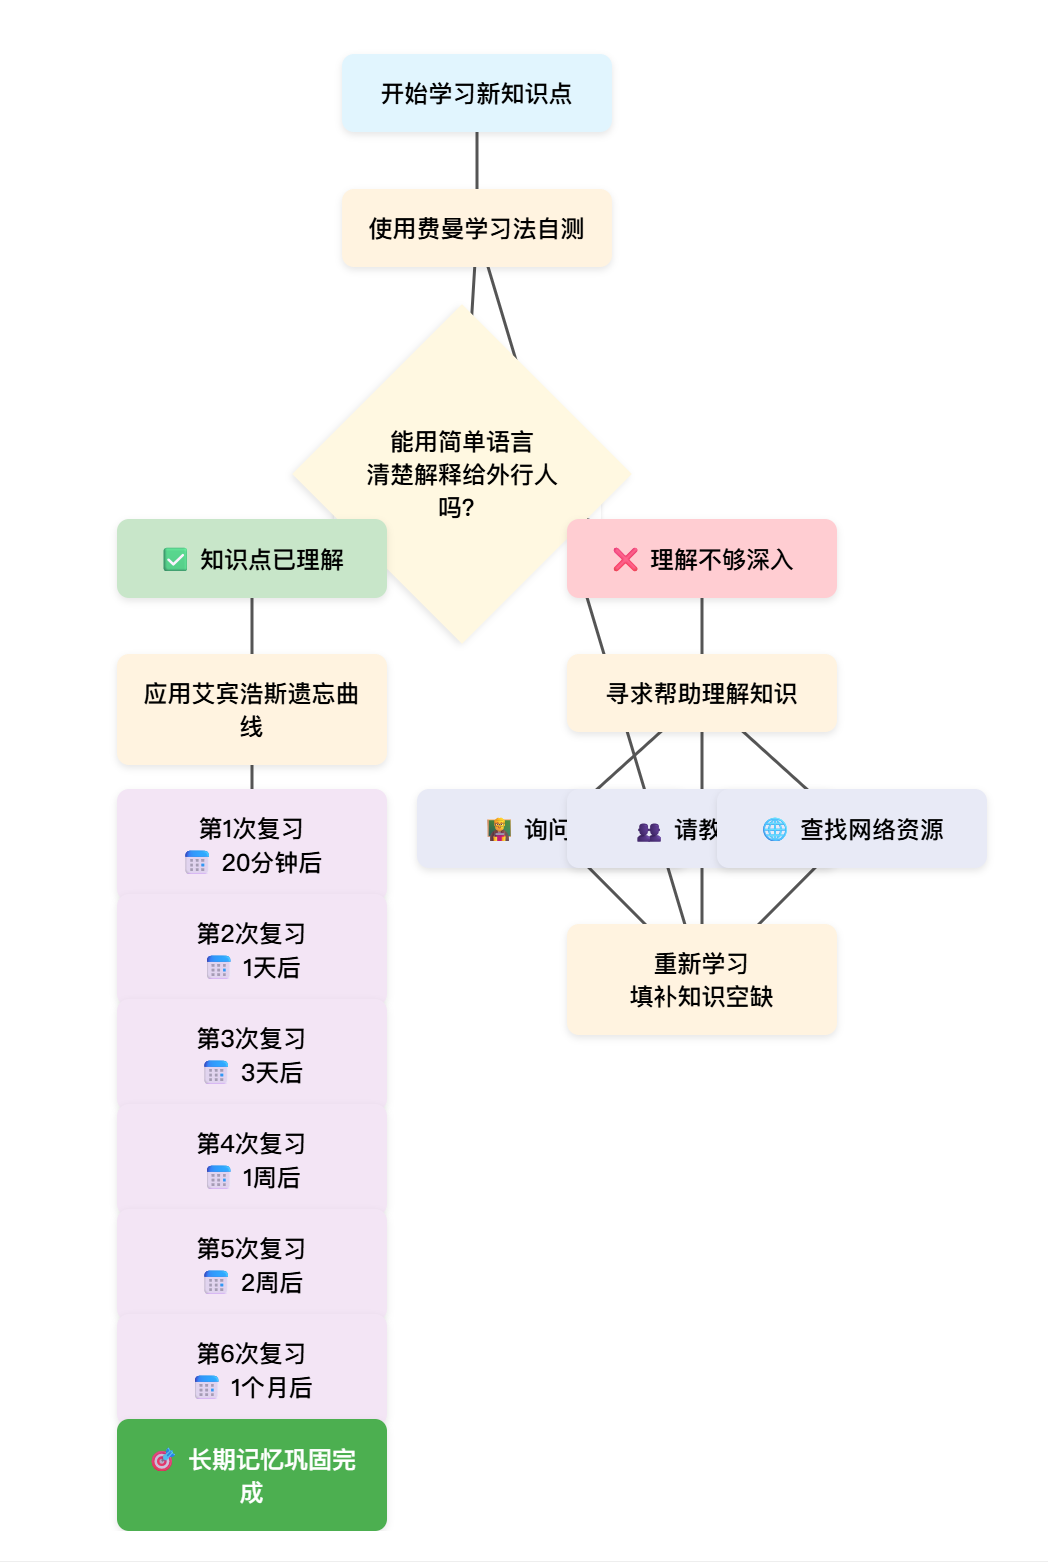 开始学习新知识点
使用费曼学习法自测
能用简单语言
清楚解释给外行人
吗?
✅ 知识点已理解
❌ 理解不够深入
应用艾宾浩斯遗忘曲
线
寻求帮助理解知识
第1次复习
📅 20分钟后
👩‍🏫 询问
👥 请教
🌐 查找网络资源
第2次复习
📅 1天后
重新学习
填补知识空缺
第3次复习
📅 3天后
第4次复习
📅 1周后
第5次复习
📅 2周后
第6次复习
📅 1个月后
🎯 长期记忆巩固完
成